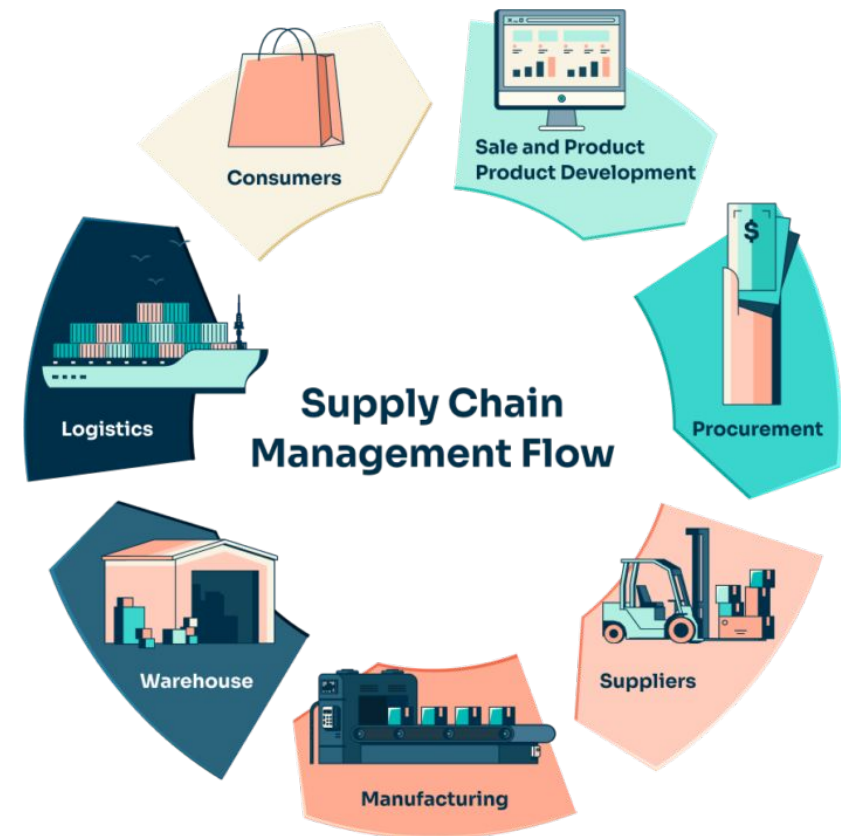 Consumers
Sale and Product
Product Development
$
Procurement
Logistics
Supply Chain
Management Flow
Warehouse
Suppliers
Manufacturing